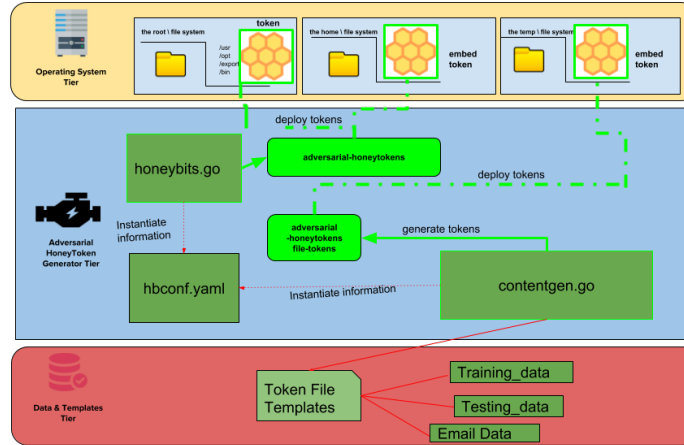 the root \ file system
token
/usr
/opt
/export
/bin
the home \ file system
embed
token
the temp \ file system
embed
token
Operating System
Tier
deploy tokens
honeybits.go
adversarial-honeytokens
deploy tokens
Instantiate
information
adversarial
-honeytokens
file-tokens
generate tokens
Adversarial
HoneyToken
Generator Tier
hbconf.yaml
Instantiate information
contentgen.go
Token File
Templates
Training_data
Testing_data
Email Data
Data & Templates
Tier